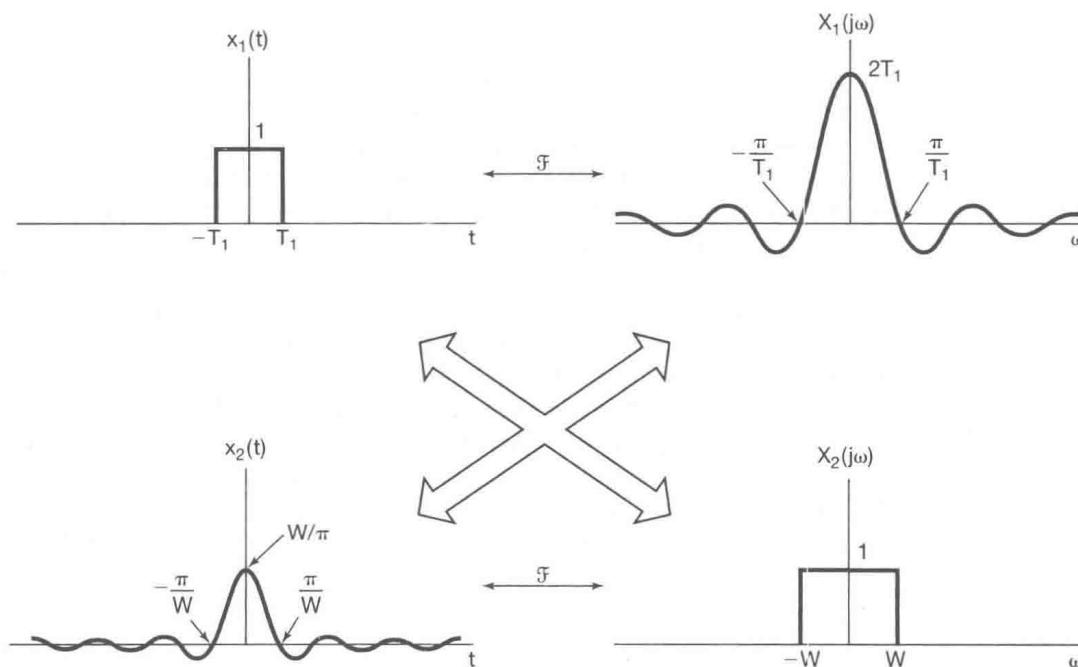 x₁(t)
1
−T₁ T₁ t
ℱ
X₁(jω)
2T₁
−π/T₁
π/T₁
ω
x₂(t)
W/π
−π/W
π/W
t
ℱ
X₂(jω)
1
−W W ω